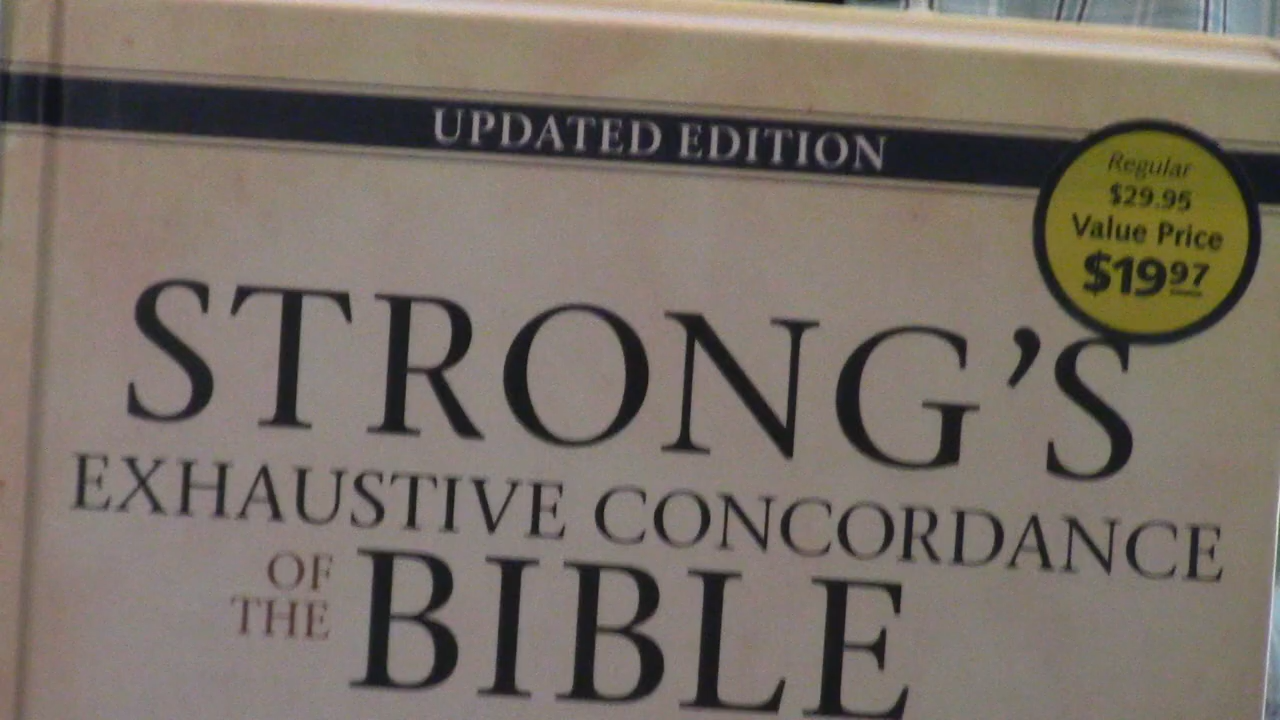 UPDATED EDITION
Regular
$29.95
Value Price
$19.97
STRONG'S
EXHAUSTIVE CONCORDANCE
OF
THE
BIBLE